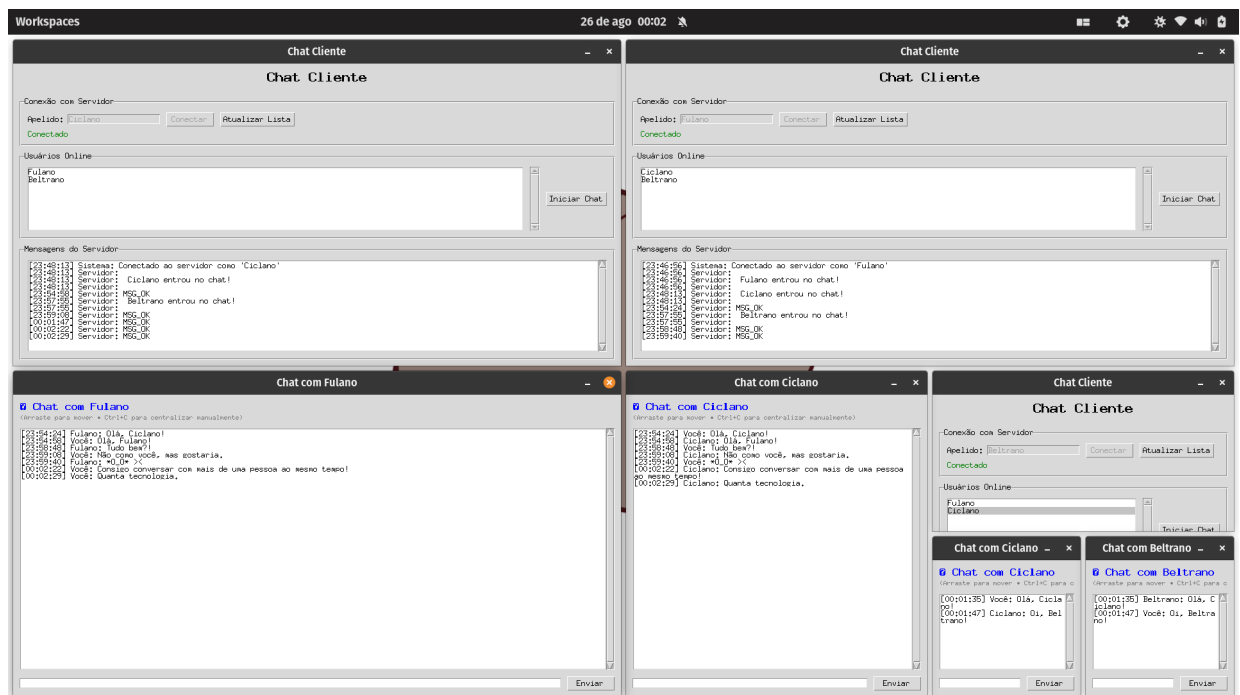 Workspaces
26 de ago 00:02
Chat Cliente
Chat Cliente
Conexão com Servidor
Apelido: Ciclano Conectar Atualizar Lista
Conectado
Usuários Online
Fulano
Beltrano
Iniciar Chat
Mensagens do Servidor
[23:48:13] Sistema: Conectado ao servidor como 'Ciclano'
[23:48:13] Servidor:
[23:48:13] Servidor: Ciclano entrou no chat!
[23:48:13] Servidor:
[23:54:58] Servidor: MSG_OK
[23:57:55] Servidor: Beltrano entrou no chat!
[23:57:55] Servidor:
[23:59:08] Servidor: MSG_OK
[00:01:47] Servidor: MSG_OK
[00:02:22] Servidor: MSG_OK
[00:02:29] Servidor: MSG_OK
Chat Cliente
Chat Cliente
Conexão com Servidor
Apelido: Fulano Conectar Atualizar Lista
Conectado
Usuários Online
Ciclano
Beltrano
Iniciar Chat
Mensagens do Servidor
[23:46:56] Sistema: Conectado ao servidor como 'Fulano'
[23:46:56] Servidor:
[23:46:56] Servidor: Fulano entrou no chat!
[23:46:56] Servidor:
[23:48:13] Servidor: Ciclano entrou no chat!
[23:48:13] Servidor:
[23:54:24] Servidor: MSG_OK
[23:57:55] Servidor: Beltrano entrou no chat!
[23:57:55] Servidor:
[23:58:48] Servidor: MSG_OK
[23:59:40] Servidor: MSG_OK
Chat com Fulano
Chat com Fulano
(Arraste para mover • Ctrl+C para centralizar manualmente)
[23:54:24] Fulano: Olá, Ciclano!
[23:54:58] Você: Olá, Fulano!
[23:58:48] Fulano: Tudo bem?!
[23:59:08] Você: Não como você, mas gostaria.
[23:59:40] Fulano: *O_O* ><
[00:02:22] Você: Consigo conversar com mais de uma pessoa ao mesmo tempo!
[00:02:29] Você: Quanta tecnologia.
Enviar
Chat com Ciclano
Chat com Ciclano
(Arraste para mover • Ctrl+C para centralizar manualmente)
[23:54:24] Você: Olá, Ciclano!
[23:54:58] Ciclano: Olá, Fulano!
[23:58:48] Você: Tudo bem?!
[23:59:08] Ciclano: Não como você, mas gostaria.
[23:59:40] Você: *O_O* ><
[00:02:22] Ciclano: Consigo conversar com mais de uma pessoa
ao mesmo tempo!
[00:02:29] Ciclano: Quanta tecnologia.
Enviar
Chat Cliente
Chat Cliente
Conexão com Servidor
Apelido: Beltrano Conectar Atualizar Lista
Conectado
Usuários Online
Fulano
Ciclano
Iniciar Chat
Chat com Ciclano
Chat com Ciclano
(Arraste para mover • Ctrl+C para c
[00:01:35] Você: Olá, Cicla
no!
[00:01:47] Ciclano: Oi, Bel
trano!
Enviar
Chat com Beltrano
Chat com Beltrano
(Arraste para mover • Ctrl+C para c
[00:01:35] Beltrano: Olá, C
iclano!
[00:01:47] Você: Oi, Beltra
no!
Enviar